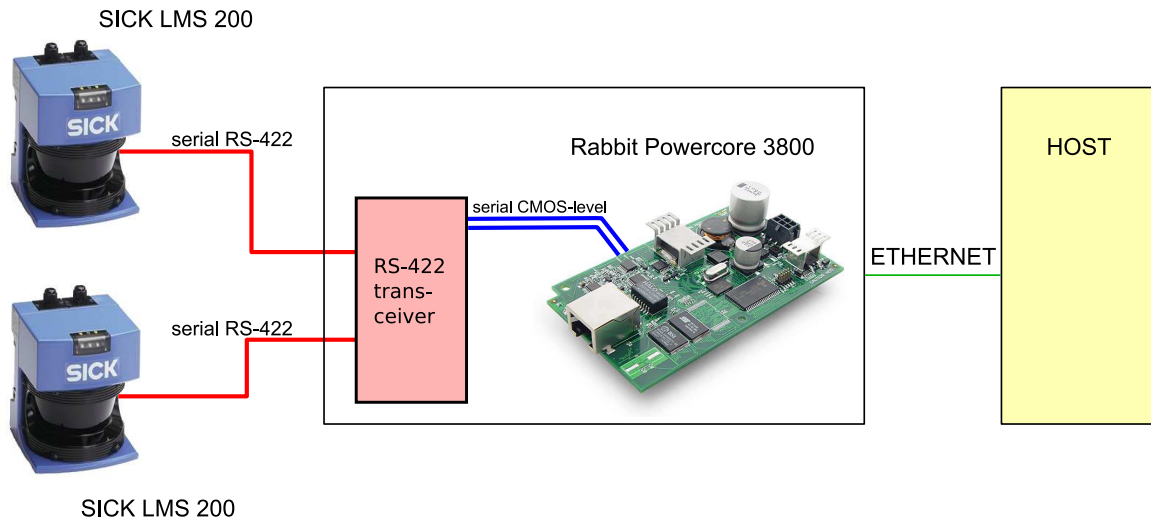 SICK LMS 200
SICK
serial RS-422
Rabbit Powercore 3800
HOST
serial CMOS-level
RS-422
trans-
ceiver
ETHERNET
serial RS-422
SICK
SICK LMS 200